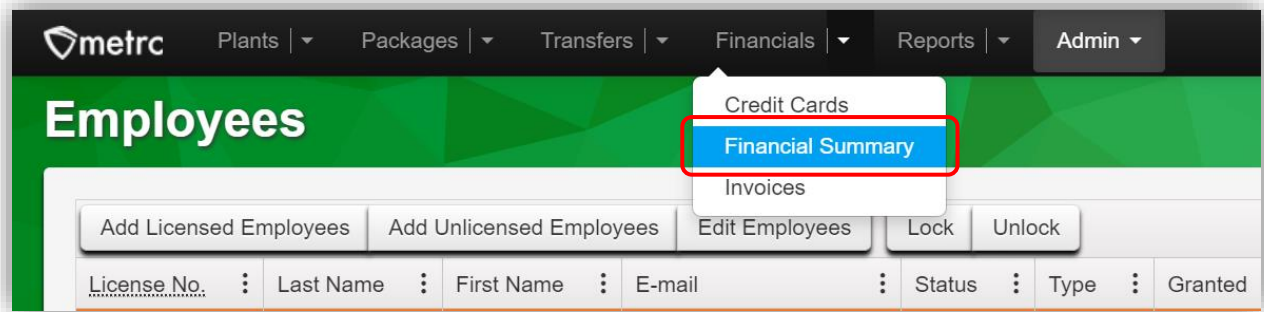 metrc Plants Packages Transfers Financials Reports Admin
Employees
Credit Cards
Financial Summary
Invoices
Add Licensed Employees Add Unlicensed Employees Edit Employees Lock Unlock
License No. Last Name First Name E-mail Status Type Granted